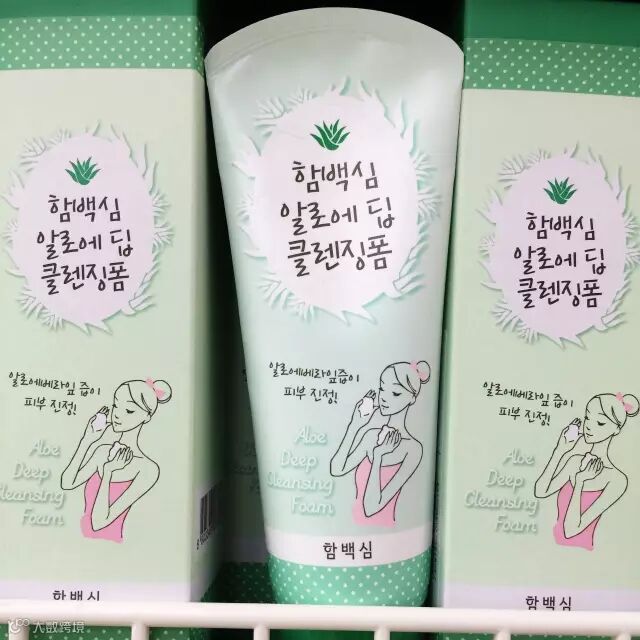 함백심
알로에 딥
클렌징폼
알로에베라잎 즙이
피부 진정!
Aloe
Deep
Cleansing
Foam
함백심
함백심
알로에 딥
클렌징폼
알로에베라잎 즙이
피부 진정!
Aloe
Deep
Cleansing
Foam
함백심
함백심
알로에 딥
클렌징폼
알로에베라잎 즙이
피부 진정!
Aloe
Deep
Cleansing
Foam
함백심
大数跨境